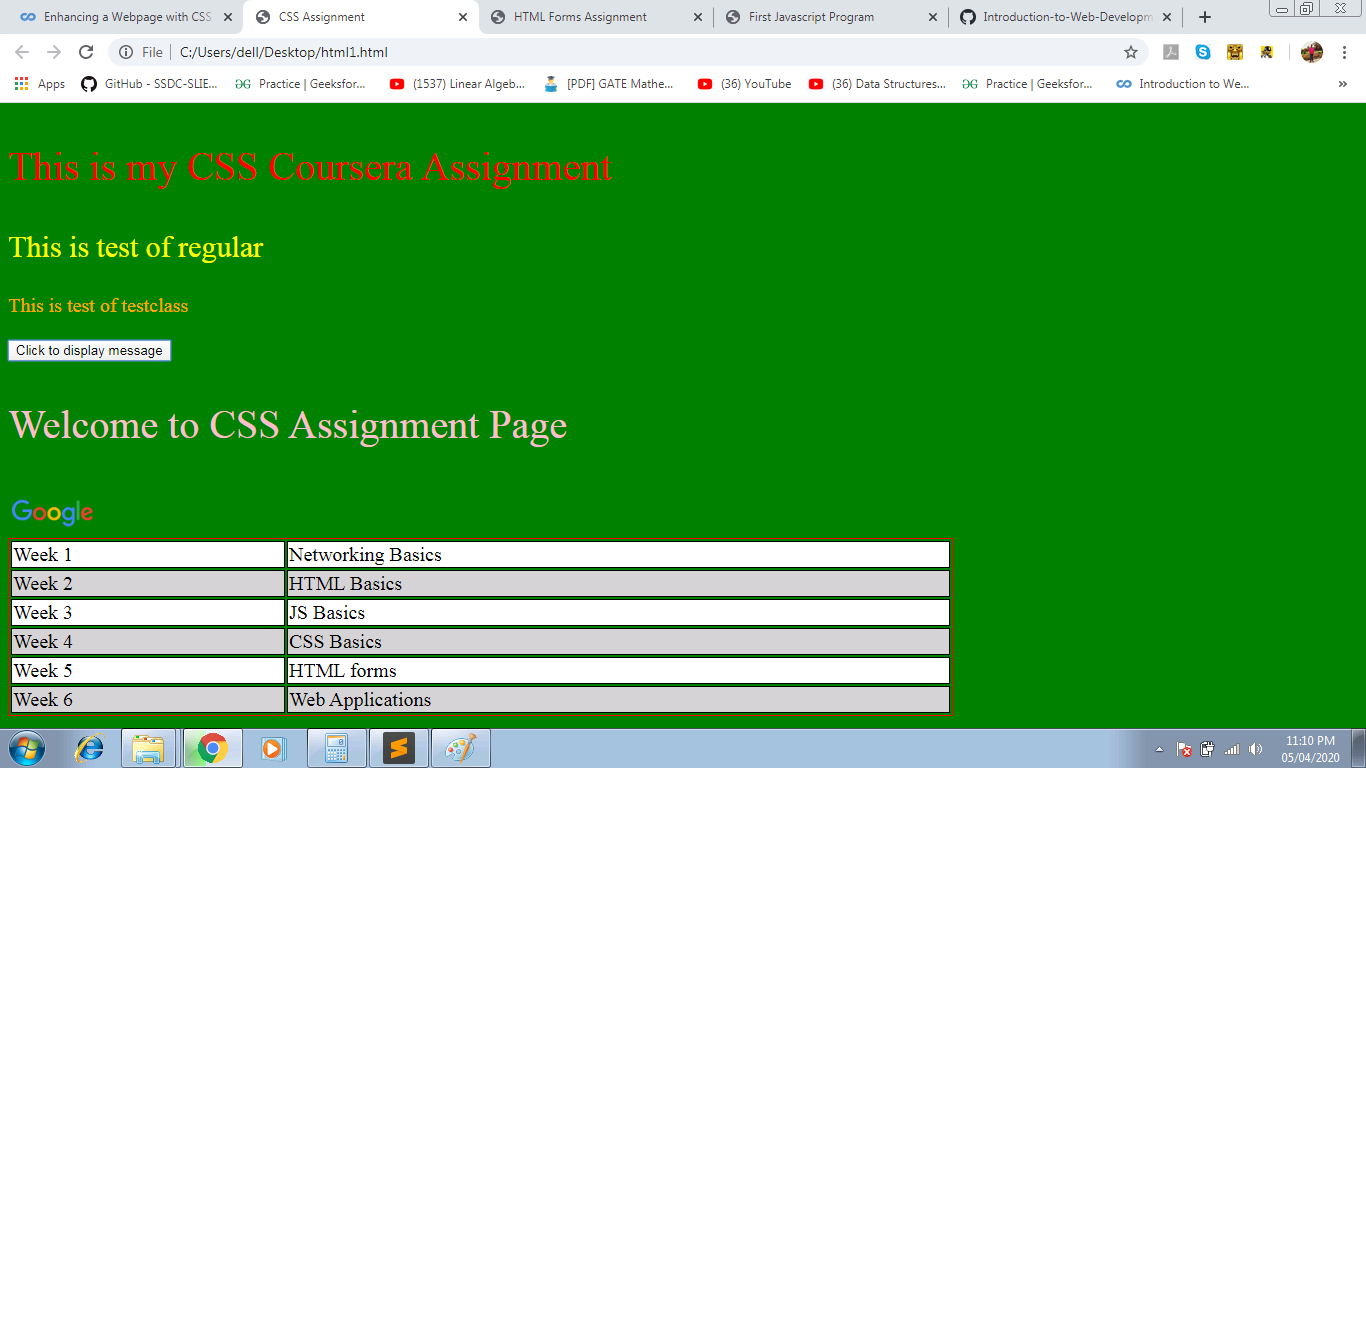 Enhancing a Webpage with CSS
CSS Assignment
HTML Forms Assignment
First Javascript Program
Introduction-to-Web-Developm
File
C:/Users/dell/Desktop/html1.html
Apps
GitHub - SSDC-SLIE...
Practice | Geeksfor...
(1537) Linear Algeb...
[PDF] GATE Mathe...
(36) YouTube
(36) Data Structures...
Practice | Geeksfor...
Introduction to We...
This is my CSS Coursera Assignment
This is test of regular
This is test of testclass
Click to display message
Welcome to CSS Assignment Page
Google
Week 1 Networking Basics
Week 2 HTML Basics
Week 3 JS Basics
Week 4 CSS Basics
Week 5 HTML forms
Week 6 Web Applications
11:10 PM
05/04/2020